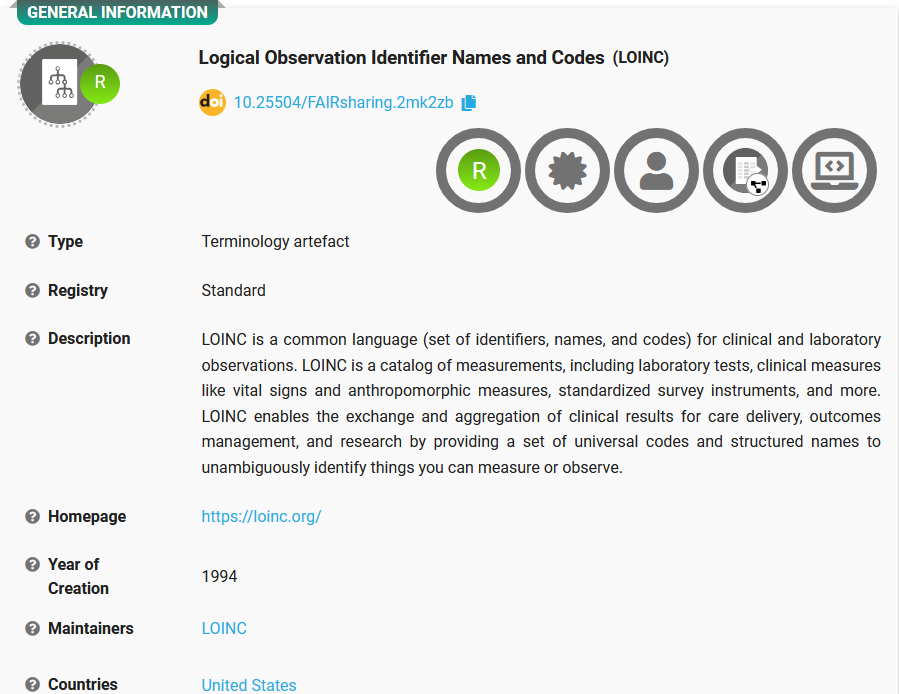 GENERAL INFORMATION
R
Logical Observation Identifier Names and Codes (LOINC)
doi 10.25504/FAIRsharing.2mk2zb
R
? Type Terminology artefact
? Registry Standard
? Description LOINC is a common language (set of identifiers, names, and codes) for clinical and laboratory
observations. LOINC is a catalog of measurements, including laboratory tests, clinical measures
like vital signs and anthropomorphic measures, standardized survey instruments, and more.
LOINC enables the exchange and aggregation of clinical results for care delivery, outcomes
management, and research by providing a set of universal codes and structured names to
unambiguously identify things you can measure or observe.
? Homepage https://loinc.org/
? Year of
Creation 1994
? Maintainers LOINC
? Countries United States